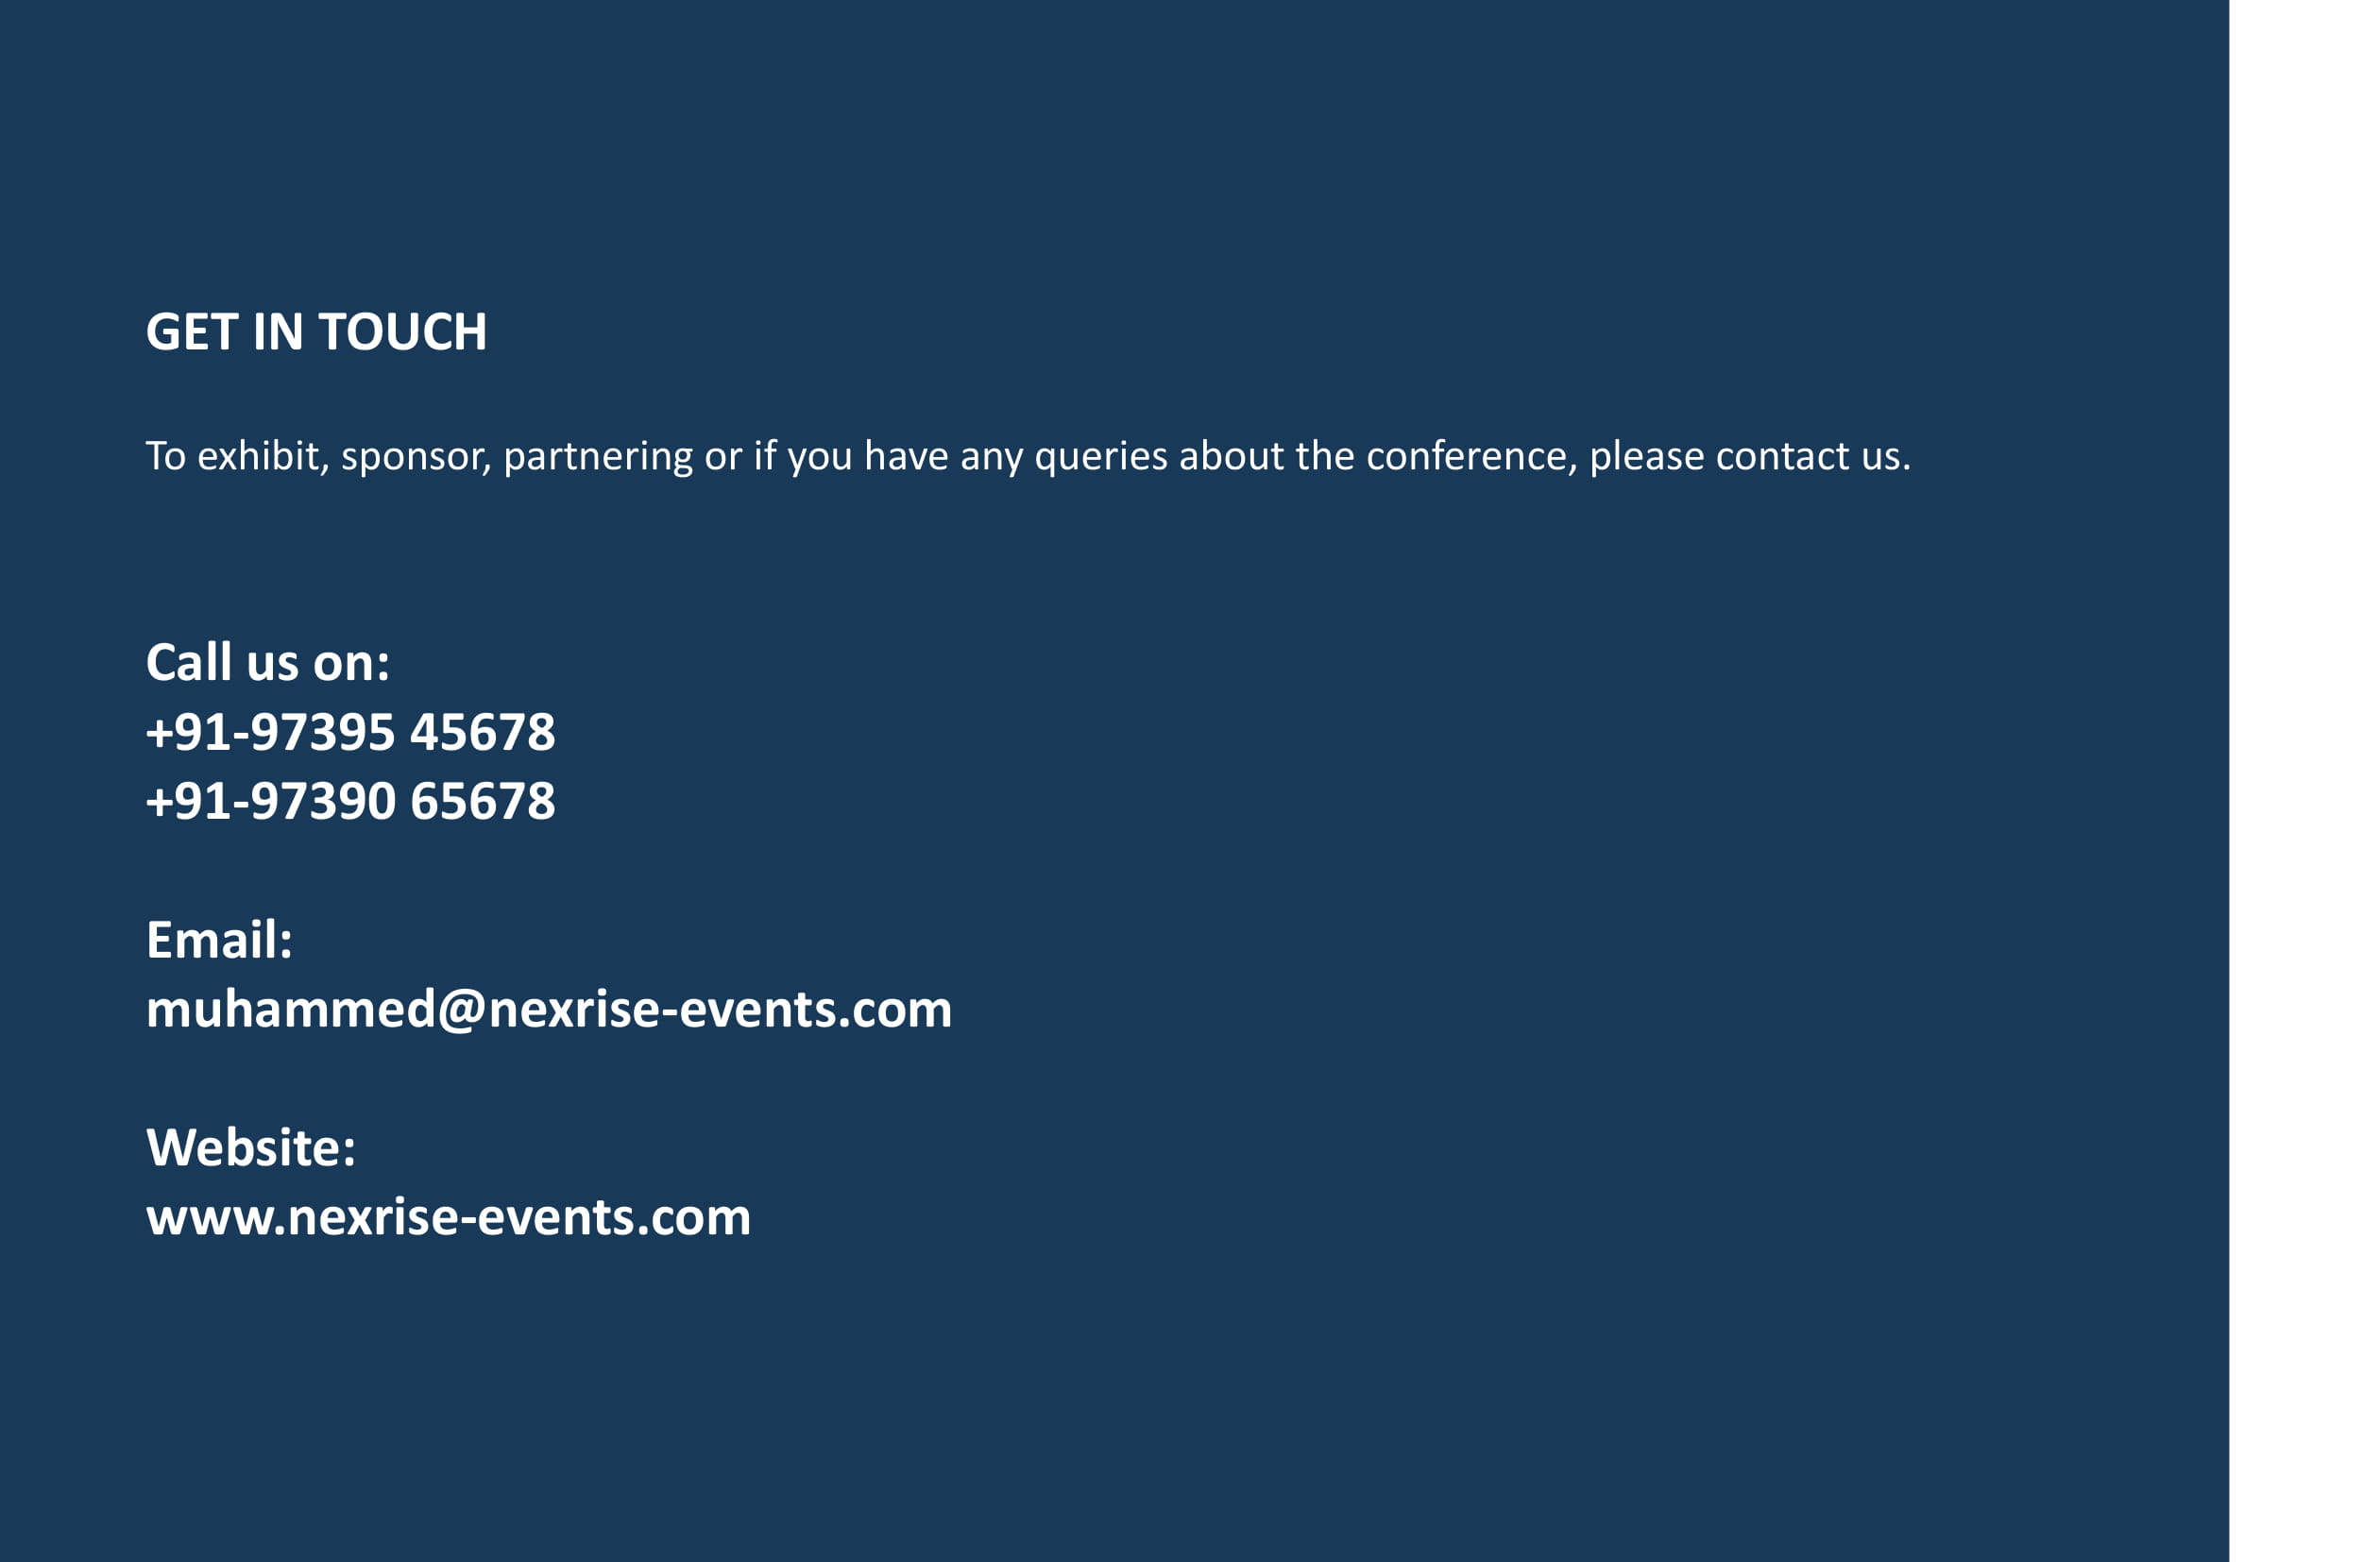 GET IN TOUCH
To exhibit, sponsor, partnering or if you have any queries about the conference, please contact us.
Call us on:
+91-97395 45678
+91-97390 65678
Email:
muhammed@nexrise-events.com
Website:
www.nexrise-events.com